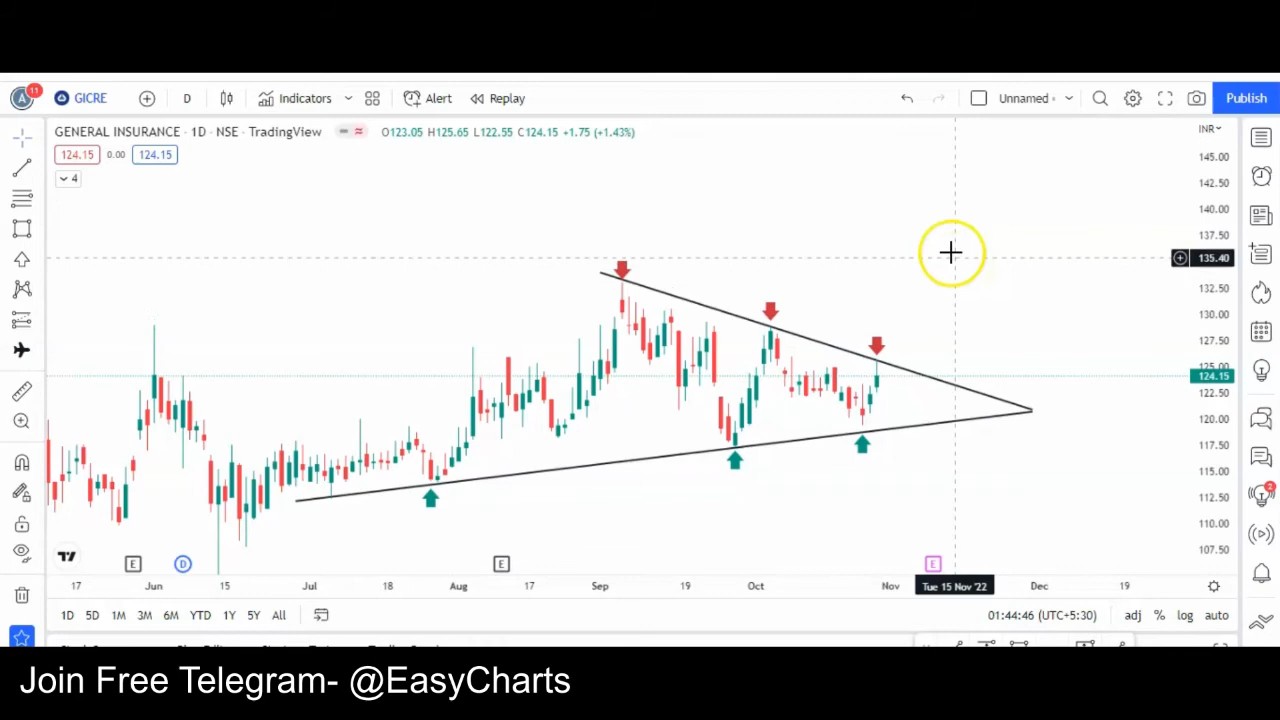 A 11 GICRE D Indicators Alert Replay Unnamed Publish
GENERAL INSURANCE · 1D · NSE · TradingView O123.05 H125.65 L122.55 C124.15 +1.75 (+1.43%) INR
124.15 0.00 124.15
4
145.00
142.50
140.00
137.50
135.40
132.50
130.00
127.50
125.00
124.15
122.50
120.00
117.50
115.00
112.50
110.00
107.50
2
E D E E
17 Jun 15 Jul 18 Aug 17 Sep 19 Oct Nov Tue 15 Nov '22 Dec 19
1D 5D 1M 3M 6M YTD 1Y 5Y All 01:44:46 (UTC+5:30) adj % log auto
Join Free Telegram- @EasyCharts